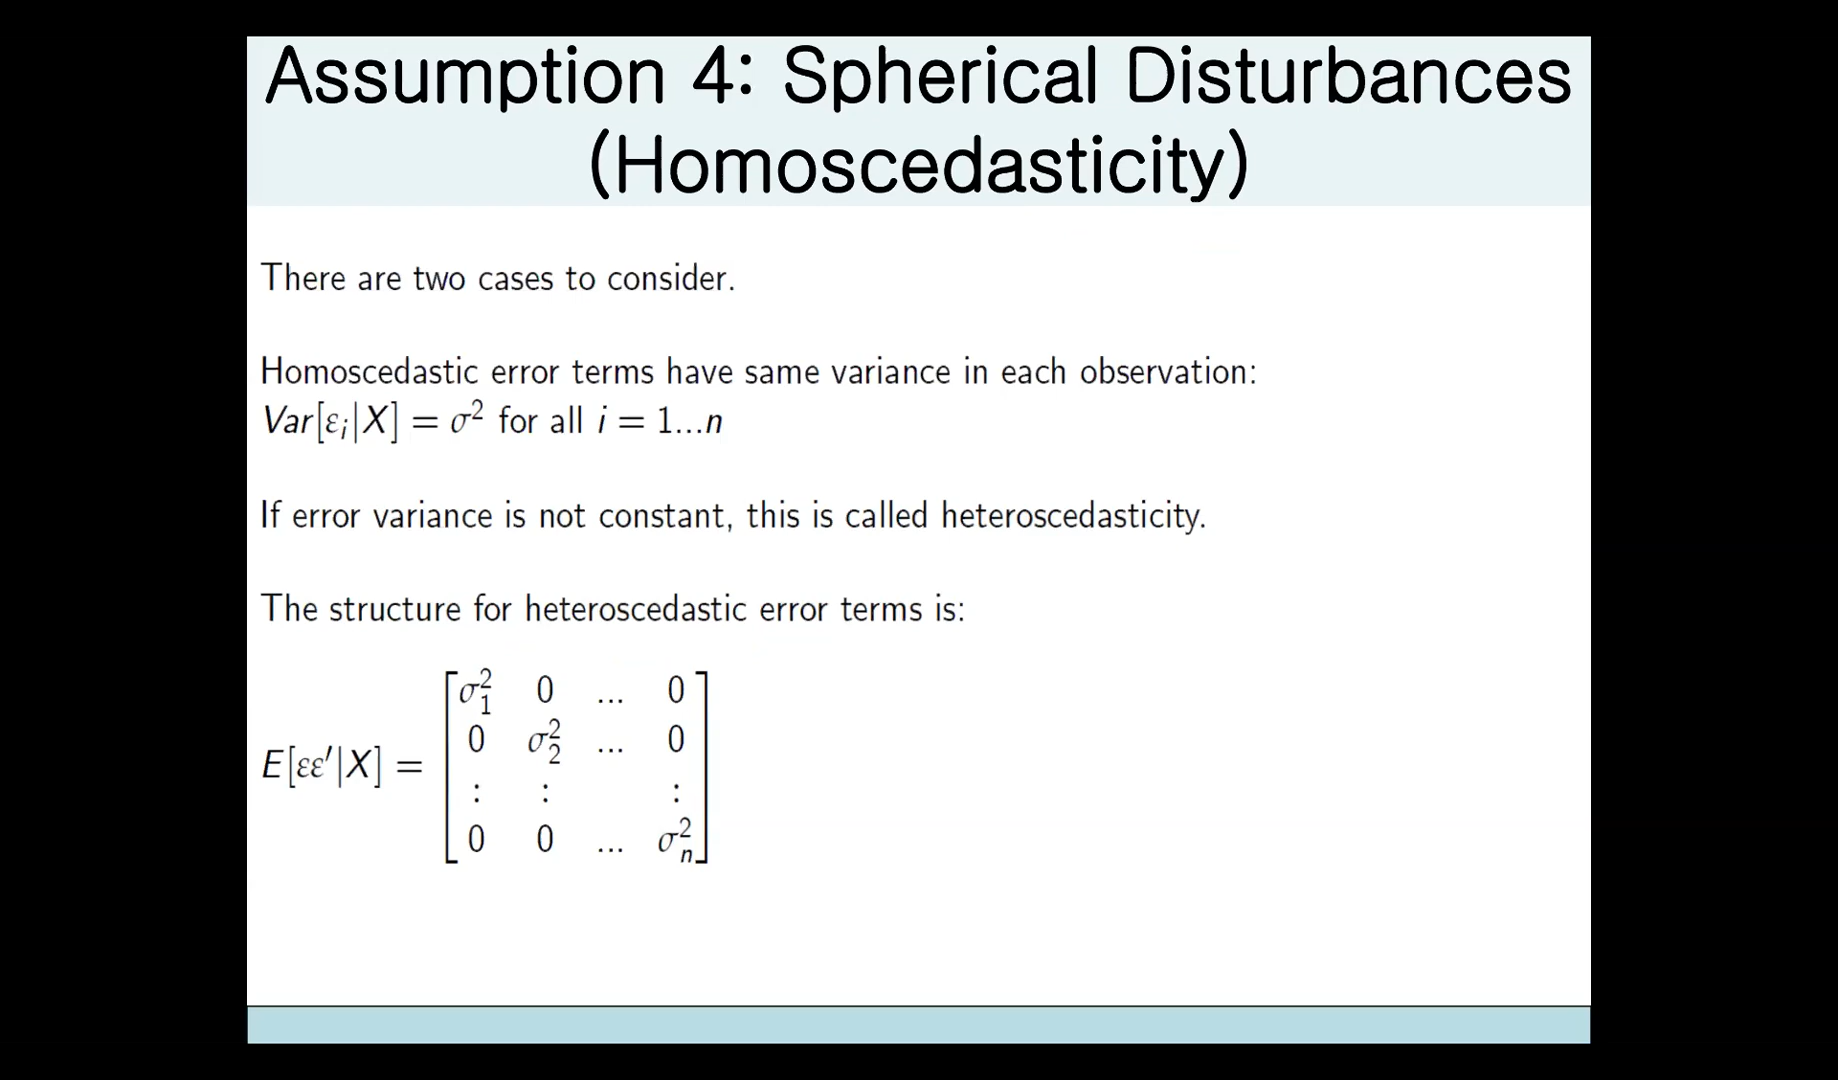 Assumption 4: Spherical Disturbances
(Homoscedasticity)
There are two cases to consider.
Homoscedastic error terms have same variance in each observation:
Var[εᵢ|X] = σ² for all i = 1...n
If error variance is not constant, this is called heteroscedasticity.
The structure for heteroscedastic error terms is:
E[εε′|X] =
σ₁² 0 ... 0
0 σ₂² ... 0
⋮ ⋮ ⋮
0 0 ... σₙ²